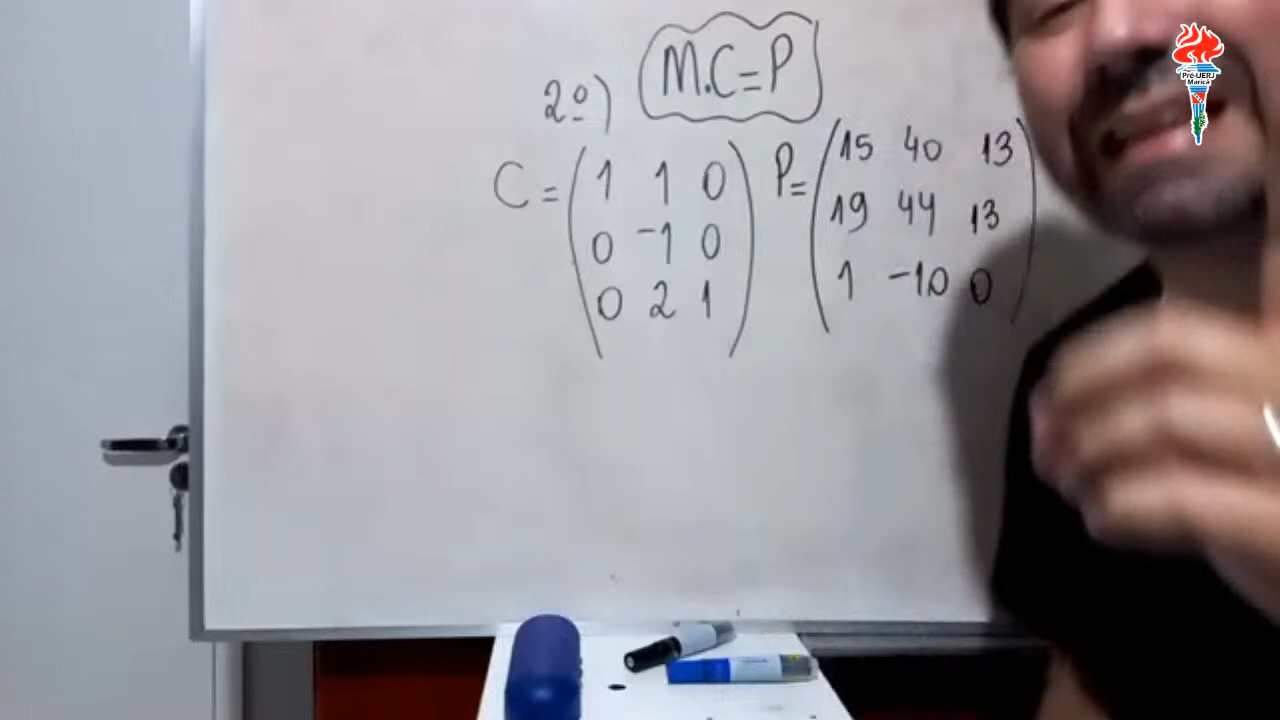 2º) M.C=P
C = (1 1 0) P= (15 40 13)
(0 -1 0) (19 44 13)
(0 2 1) (1 -10 0)
Pré-UERJ
Maricá